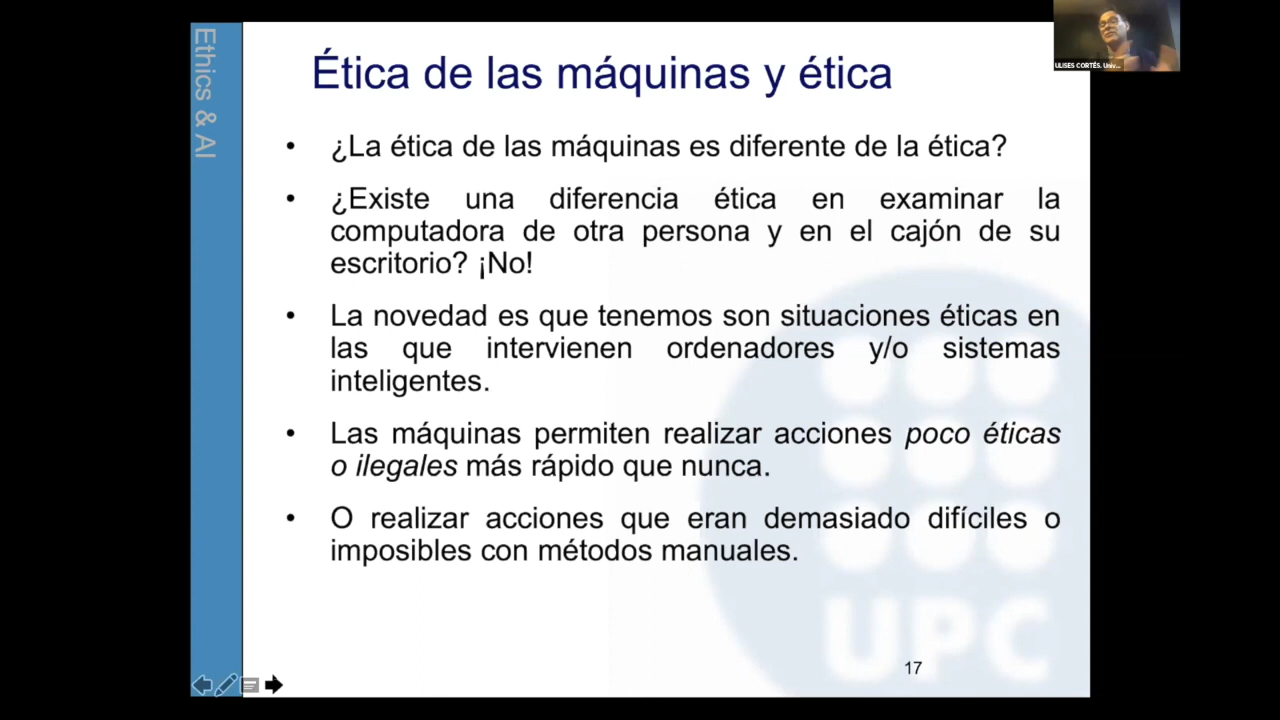 Ethics & AI
ULISES CORTÉS. Univ...
Ética de las máquinas y ética
• ¿La ética de las máquinas es diferente de la ética?
• ¿Existe una diferencia ética en examinar la
computadora de otra persona y en el cajón de su
escritorio? ¡No!
• La novedad es que tenemos son situaciones éticas en
las que intervienen ordenadores y/o sistemas
inteligentes.
• Las máquinas permiten realizar acciones poco éticas
o ilegales más rápido que nunca.
• O realizar acciones que eran demasiado difíciles o
imposibles con métodos manuales.
UPC
17